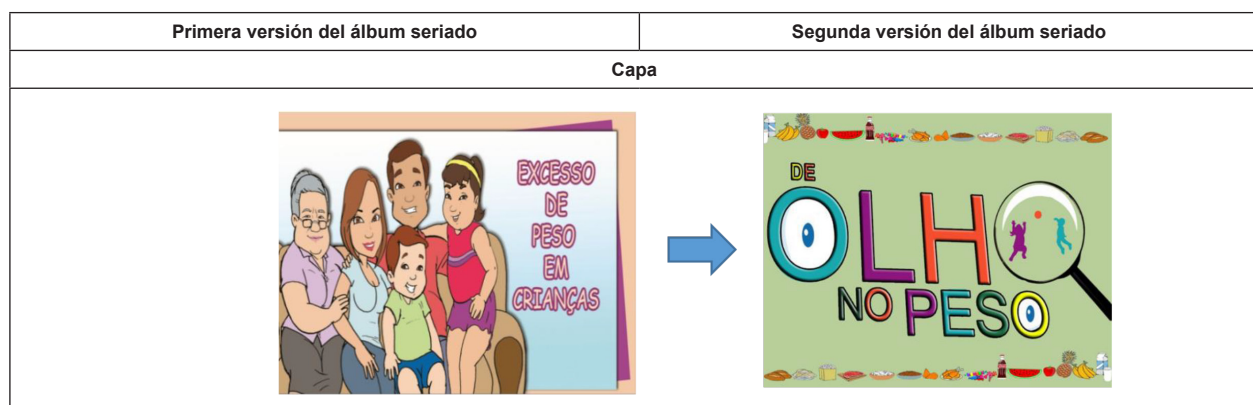 Primera versión del álbum seriado
Segunda versión del álbum seriado
Capa
EXCESSO
DE
PESO
EM
CRIANÇAS
DE
OLHO
NO PESO